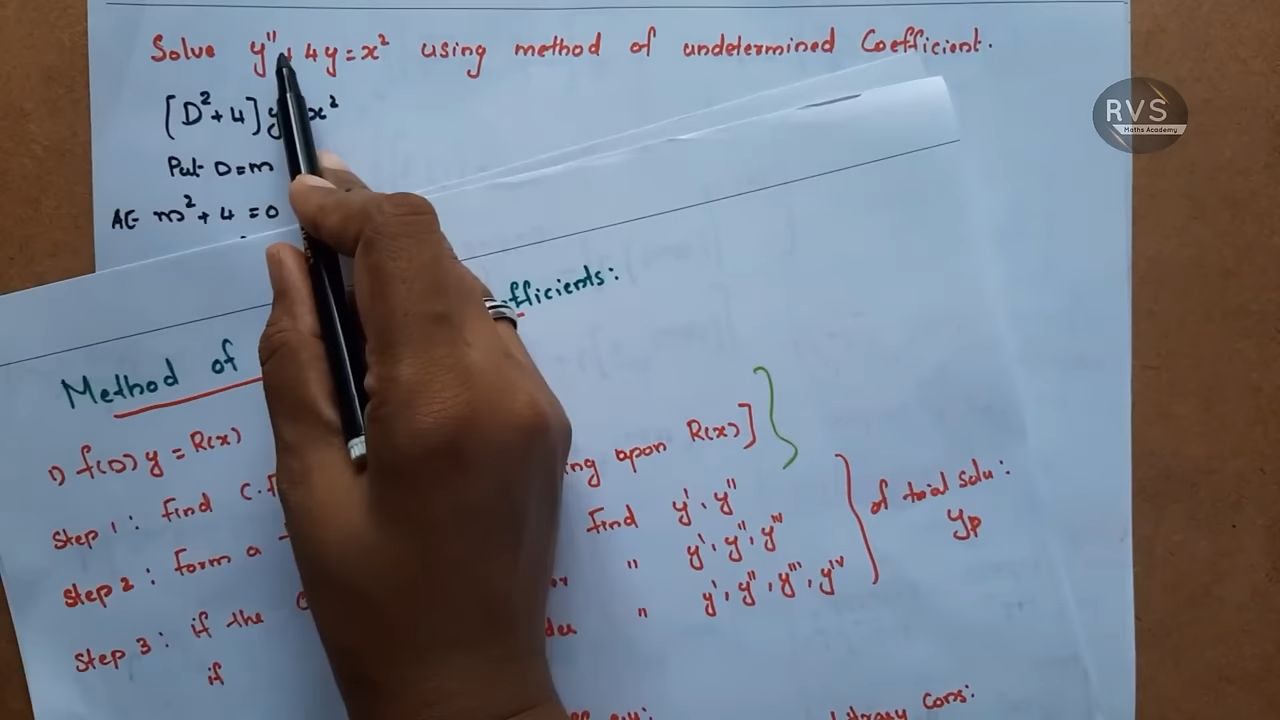 Solve y'' + 4y = x² using method of undetermined Coefficient.
[D² + 4] y x²
Put D = m
AE m² + 4 = 0
RVS
Maths Academy
Method of efficients:
1) f(D) y = R(x)
ing upon R(x)]
Step 1: find C.F
find y', y''
Step 2: form a
" y', y'', y'''
Step 3: if the
" y', y'', y''', y'ᵛ
of trial solu:
yp
if
Cons: